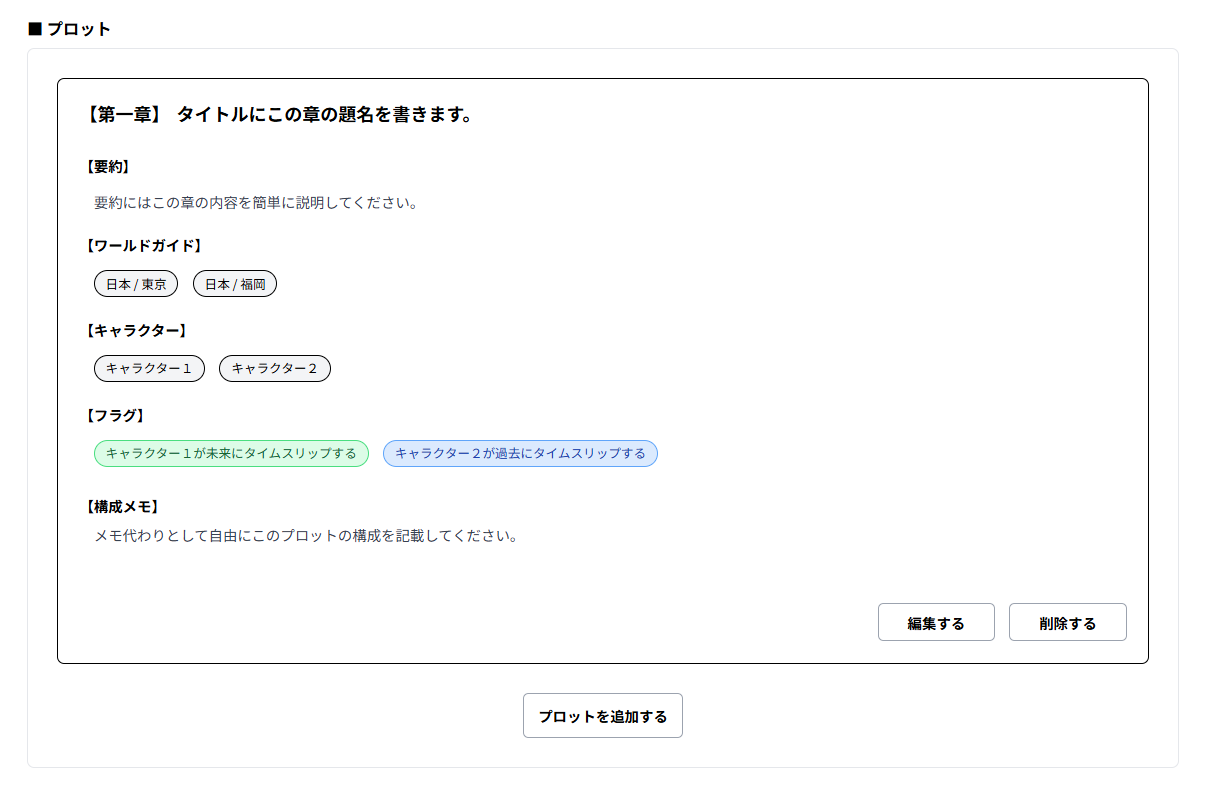 ■ プロット
【第一章】 タイトルにこの章の題名を書きます。
【要約】
要約にはこの章の内容を簡単に説明してください。
【ワールドガイド】
日本 / 東京 日本 / 福岡
【キャラクター】
キャラクター１ キャラクター２
【フラグ】
キャラクター１が未来にタイムスリップする キャラクター２が過去にタイムスリップする
【構成メモ】
メモ代わりとして自由にこのプロットの構成を記載してください。
編集する 削除する
プロットを追加する